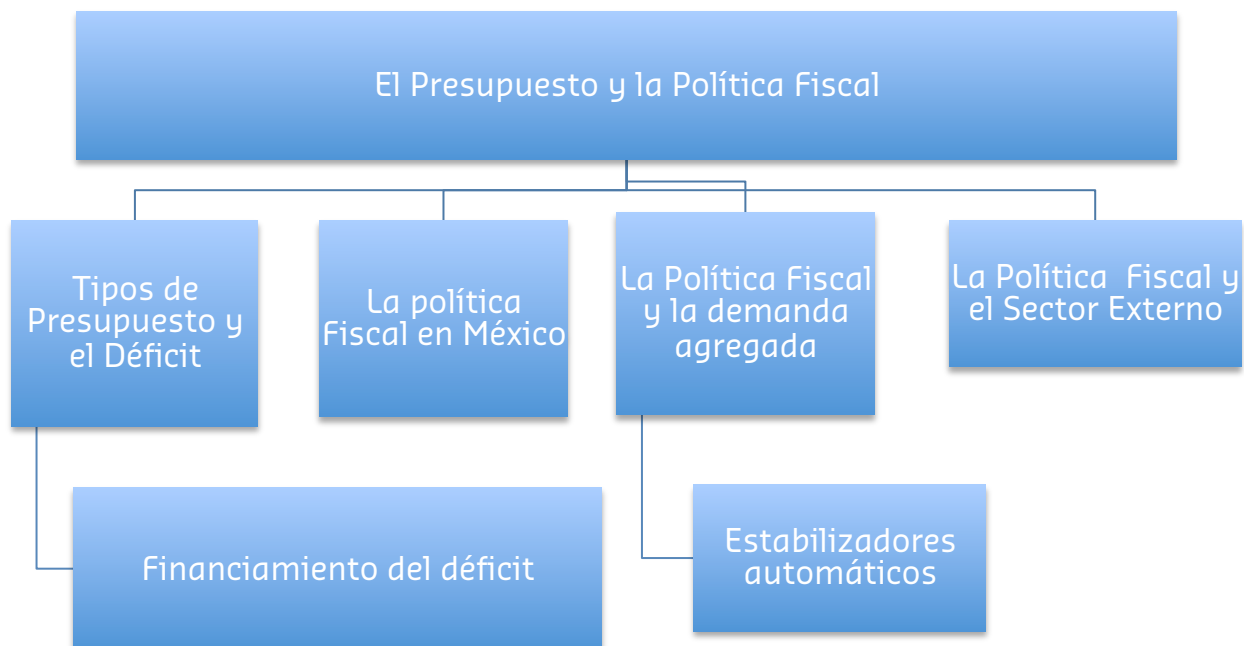 El Presupuesto y la Política Fiscal
Tipos de
Presupuesto y
el Déficit
La política
Fiscal en México
La Política Fiscal
y la demanda
agregada
La Política  Fiscal y
el Sector Externo
Financiamiento del déficit
Estabilizadores
automáticos